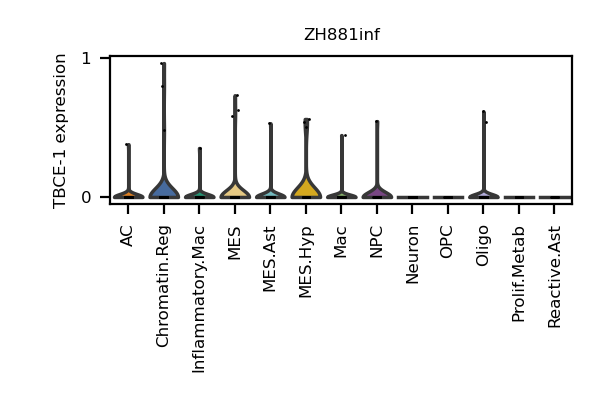 ZH881inf
TBCE-1 expression
1
0
AC
Chromatin.Reg
Inflammatory.Mac
MES
MES.Ast
MES.Hyp
Mac
NPC
Neuron
OPC
Oligo
Prolif.Metab
Reactive.Ast